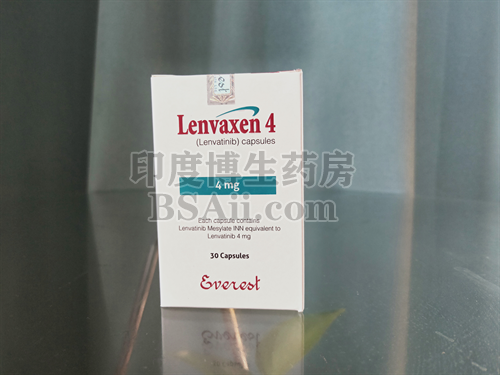 Lenvaxen 4
(Lenvatinib) capsules
印度博生药房
4 mg
BSAii.com
Each capsule contains
Lenvatinib Mesylate INN equivalent to
Lenvatinib 4 mg
30 Capsules
Everest